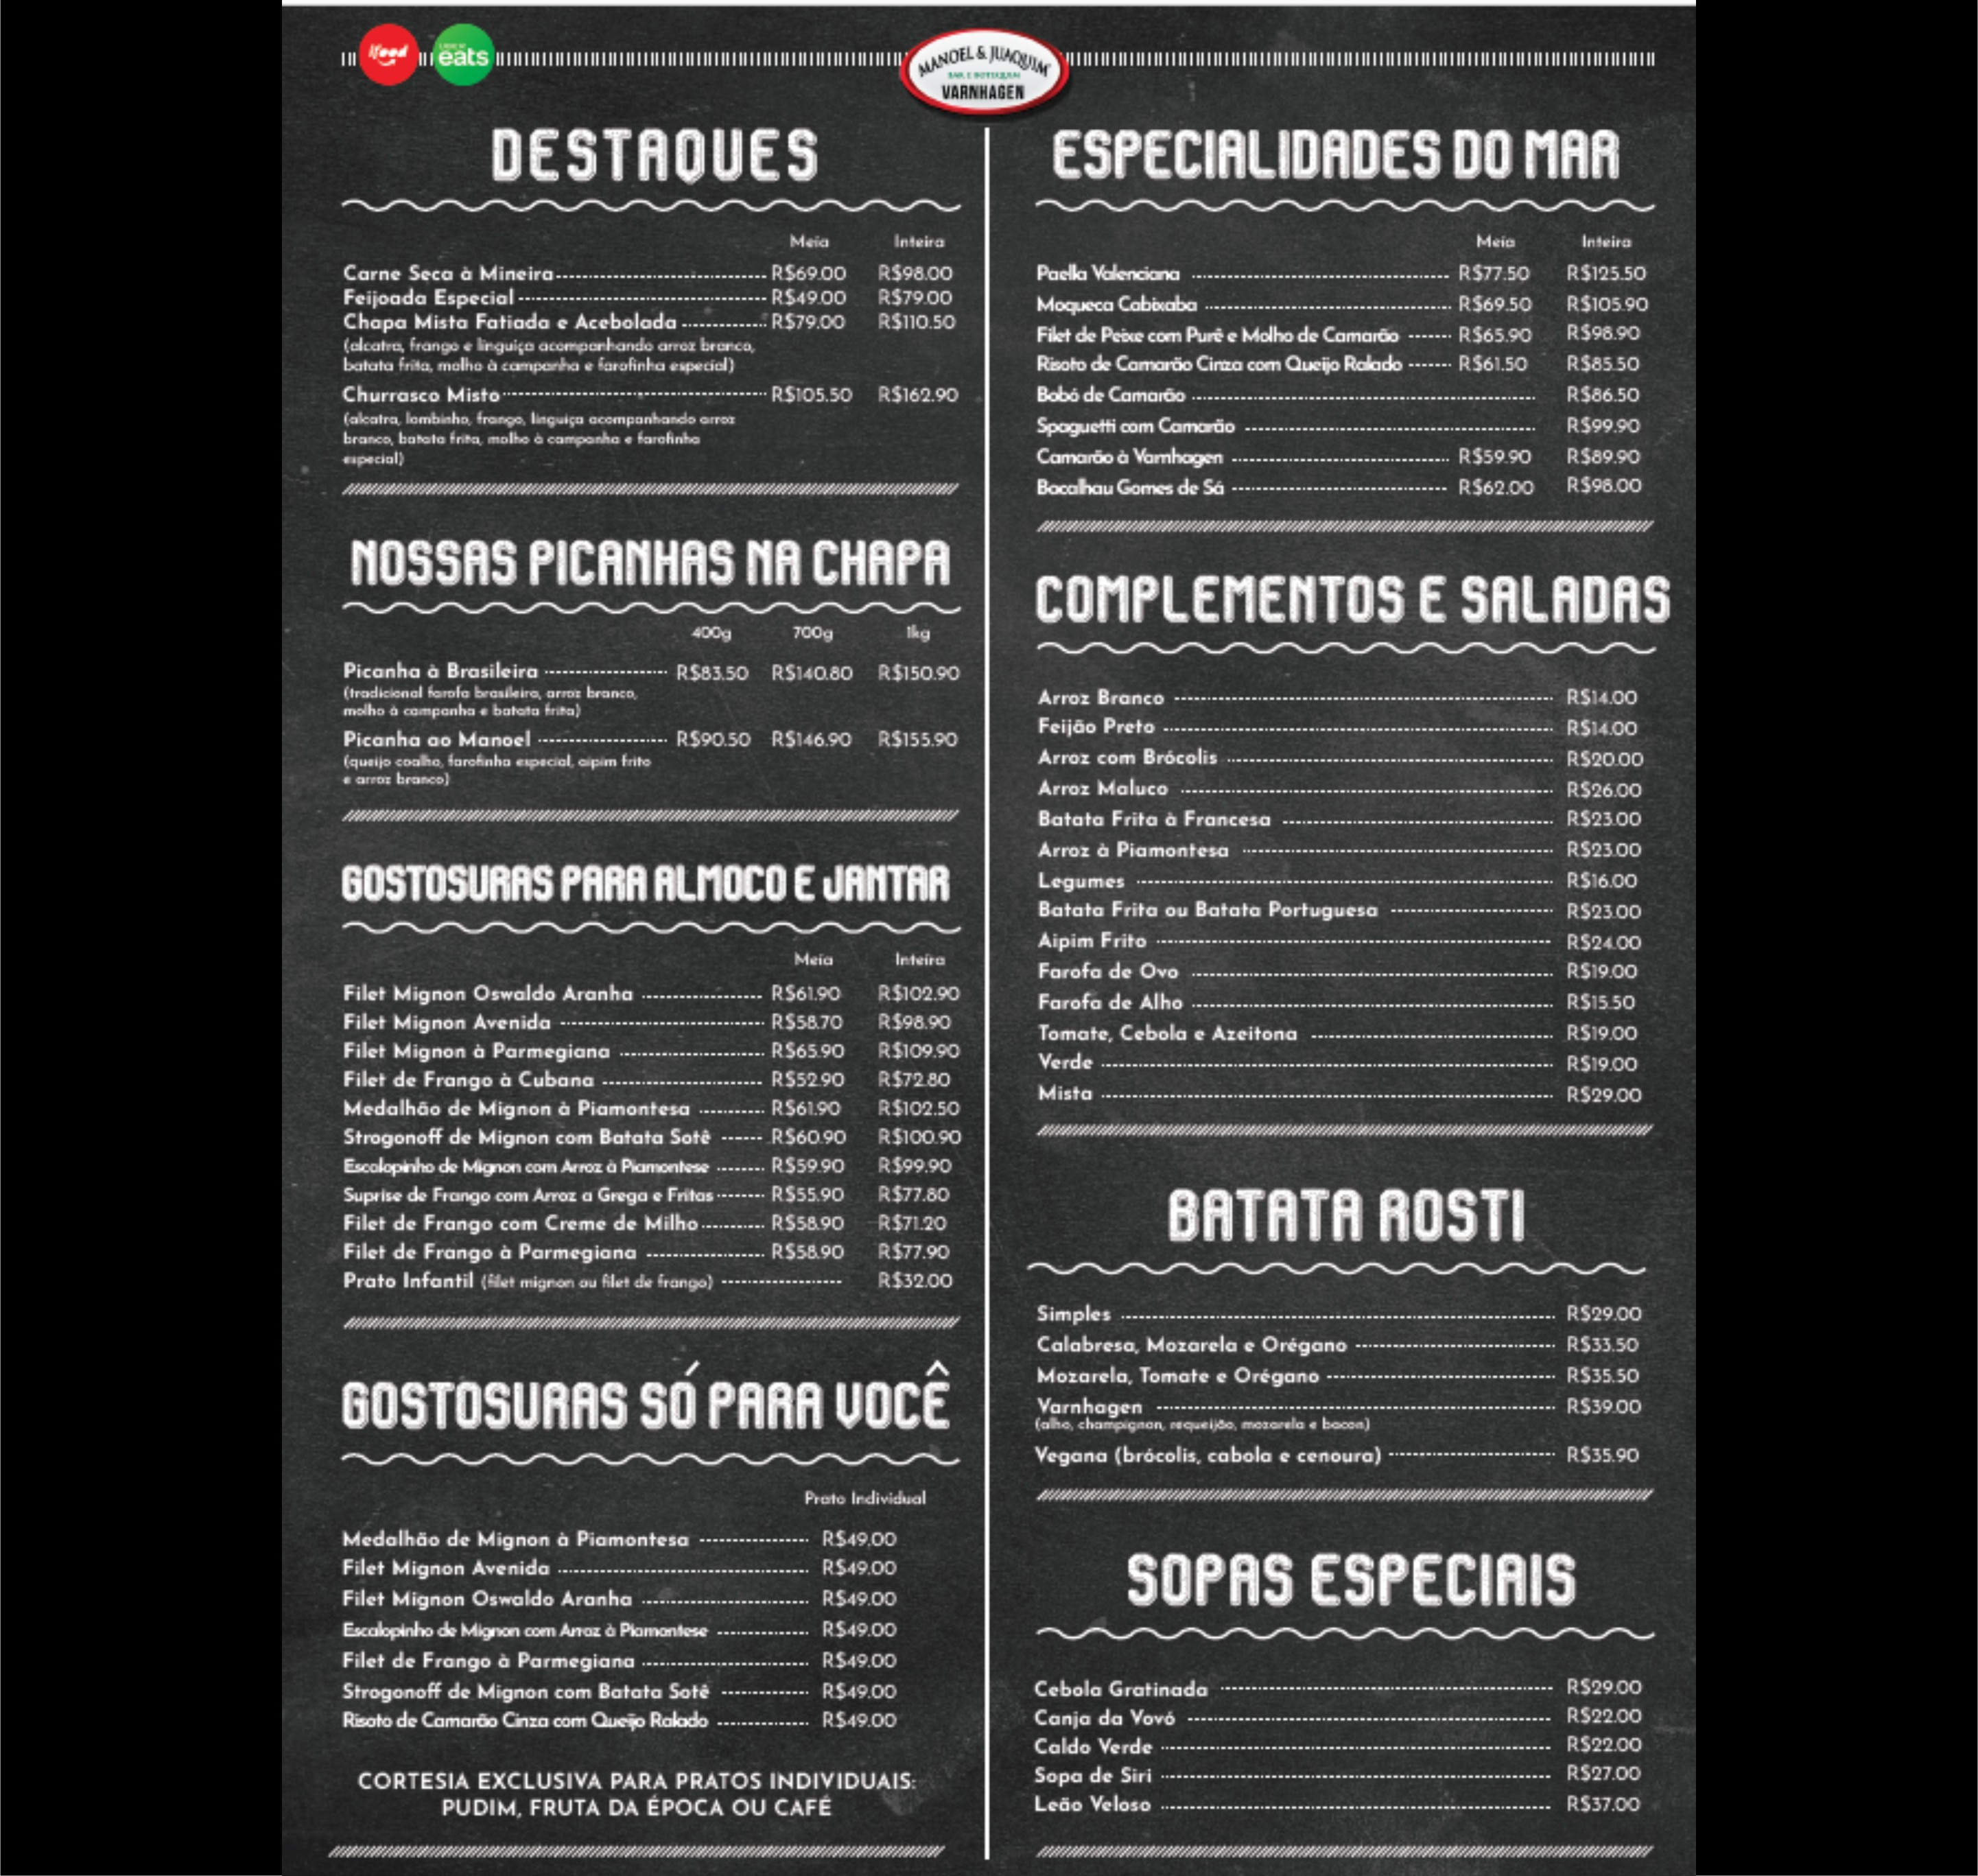 ifood
eats
MANOEL & JUAQUIM
BAR E BOTEQUIM
VARNHAGEN
DESTAQUES
Meia Inteira
Carne Seca à Mineira R$69.00 R$98.00
Feijoada Especial R$49.00 R$79.00
Chapa Mista Fatiada e Acebolada R$79.00 R$110.50
(alcatra, frango e linguiça acompanhando arroz branco,
batata frita, molho à campanha e farofinha especial)
Churrasco Misto R$105.50 R$162.90
(alcatra, lombinho, frango, linguiça acompanhando arroz
branco, batata frita, molho à campanha e farofinha
especial)
NOSSAS PICANHAS NA CHAPA
400g 700g 1kg
Picanha à Brasileira R$83.50 R$140.80 R$150.90
(tradicional farofa brasileira, arroz branco,
molho à campanha e batata frita)
Picanha ao Manoel R$90.50 R$146.90 R$155.90
(queijo coalho, farofinha especial, aipim frito
e arroz branco)
GOSTOSURAS PARA ALMOCO E JANTAR
Meia Inteira
Filet Mignon Oswaldo Aranha R$61.90 R$102.90
Filet Mignon Avenida R$58.70 R$98.90
Filet Mignon à Parmegiana R$65.90 R$109.90
Filet de Frango à Cubana R$52.90 R$72.80
Medalhão de Mignon à Piamontesa R$61.90 R$102.50
Strogonoff de Mignon com Batata Sotê R$60.90 R$100.90
Escalopinho de Mignon com Arroz à Piamontese R$59.90 R$99.90
Suprise de Frango com Arroz a Grega e Fritas R$55.90 R$77.80
Filet de Frango com Creme de Milho R$58.90 R$71.20
Filet de Frango à Parmegiana R$58.90 R$77.90
Prato Infantil (filet mignon ou filet de frango) R$32.00
GOSTOSURAS SÓ PARA VOCÊ
Prato Individual
Medalhão de Mignon à Piamontesa R$49.00
Filet Mignon Avenida R$49.00
Filet Mignon Oswaldo Aranha R$49.00
Escalopinho de Mignon com Arroz à Piamontese R$49.00
Filet de Frango à Parmegiana R$49.00
Strogonoff de Mignon com Batata Sotê R$49.00
Risoto de Camarão Cinza com Queijo Ralado R$49.00
CORTESIA EXCLUSIVA PARA PRATOS INDIVIDUAIS:
PUDIM, FRUTA DA ÉPOCA OU CAFÉ
ESPECIALIDADES DO MAR
Meia Inteira
Paella Valenciana R$77.50 R$125.50
Moqueca Cabixaba R$69.50 R$105.90
Filet de Peixe com Purê e Molho de Camarão R$65.90 R$98.90
Risoto de Camarão Cinza com Queijo Ralado R$61.50 R$85.50
Bobó de Camarão R$86.50
Spaguetti com Camarão R$99.90
Camarão à Varnhagen R$59.90 R$89.90
Bacalhau Gomes de Sá R$62.00 R$98.00
COMPLEMENTOS E SALADAS
Arroz Branco R$14.00
Feijão Preto R$14.00
Arroz com Brócolis R$20.00
Arroz Maluco R$26.00
Batata Frita à Francesa R$23.00
Arroz à Piamontesa R$23.00
Legumes R$16.00
Batata Frita ou Batata Portuguesa R$23.00
Aipim Frito R$24.00
Farofa de Ovo R$19.00
Farofa de Alho R$15.50
Tomate, Cebola e Azeitona R$19.00
Verde R$19.00
Mista R$29.00
BATATA ROSTI
Simples R$29.00
Calabresa, Mozarela e Orégano R$33.50
Mozarela, Tomate e Orégano R$35.50
Varnhagen R$39.00
(alho, champignon, requeijão, mozarela e bacon)
Vegana (brócolis, cabola e cenoura) R$35.90
SOPAS ESPECIAIS
Cebola Gratinada R$29.00
Canja da Vovó R$22.00
Caldo Verde R$22.00
Sopa de Siri R$27.00
Leão Veloso R$37.00